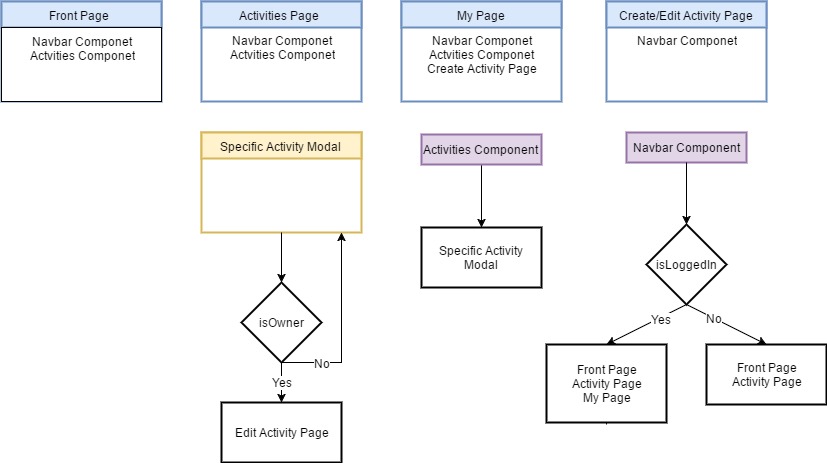 Front Page
Navbar Componet
Actvities Componet
Activities Page
Navbar Componet
Acttivities Componet
My Page
Navbar Componet
Acttivities Componet
Create Activity Page
Create/Edit Activity Page
Navbar Componet
Specific Activity Modal
isOwner
No
Yes
Edit Activity Page
Activities Component
Specific Activity
Modal
Navbar Component
isLoggedIn
Yes
No
Front Page
Activity Page
My Page
Front Page
Activity Page